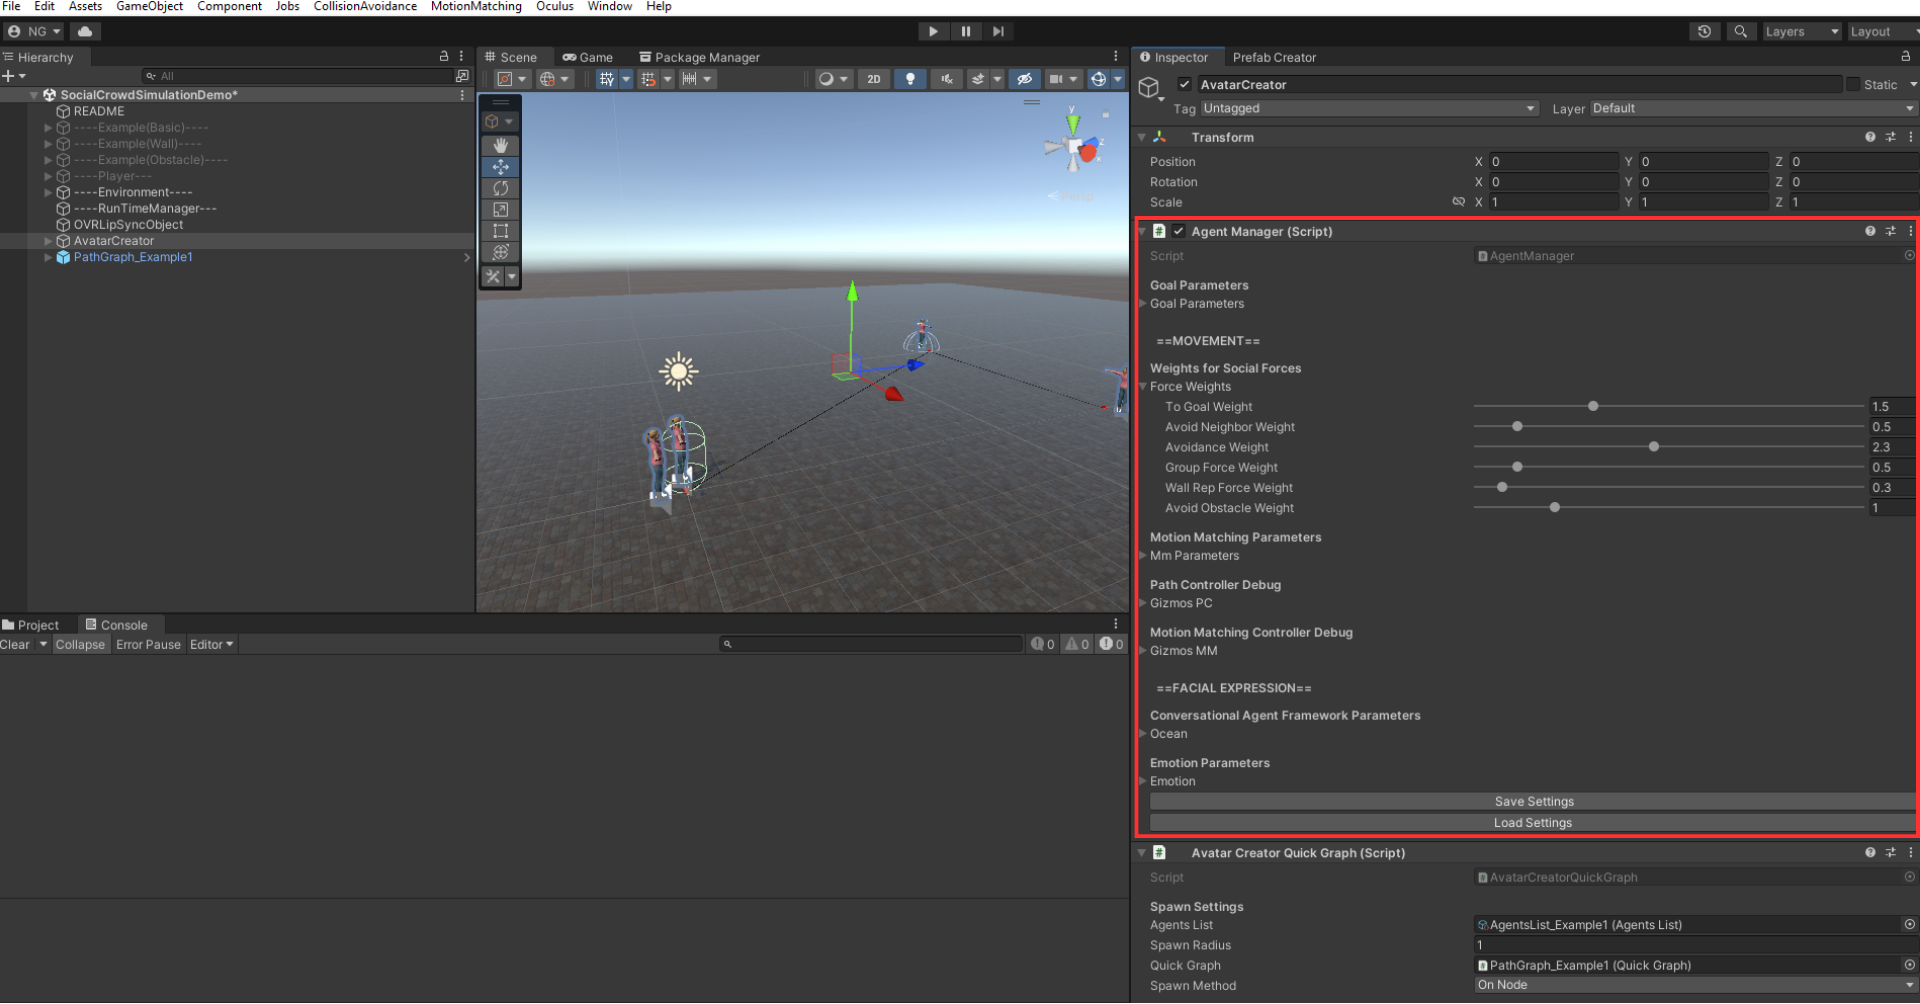 File Edit Assets GameObject Component Jobs CollisionAvoidance MotionMatching Oculus Window Help
NG Layers Layout
Hierarchy
All
SocialCrowdSimulationDemo*
README
----Example(Basic)----
----Example(Wall)----
----Example(Obstacle)----
----Player---
----Environment----
----RunTimeManager---
OVRLipSyncObject
AvatarCreator
PathGraph_Example1
Scene Game Package Manager
2D
y
z
x
Persp
Project Console
Clear Collapse Error Pause Editor 0 0 0
Inspector Prefab Creator
AvatarCreator Static
Tag Untagged Layer Default
Transform
Position X 0 Y 0 Z 0
Rotation X 0 Y 0 Z 0
Scale X 1 Y 1 Z 1
# Agent Manager (Script)
Script AgentManager
Goal Parameters
Goal Parameters
==MOVEMENT==
Weights for Social Forces
Force Weights
To Goal Weight 1.5
Avoid Neighbor Weight 0.5
Avoidance Weight 2.3
Group Force Weight 0.5
Wall Rep Force Weight 0.3
Avoid Obstacle Weight 1
Motion Matching Parameters
Mm Parameters
Path Controller Debug
Gizmos PC
Motion Matching Controller Debug
Gizmos MM
==FACIAL EXPRESSION==
Conversational Agent Framework Parameters
Ocean
Emotion Parameters
Emotion
Save Settings
Load Settings
# Avatar Creator Quick Graph (Script)
Script AvatarCreatorQuickGraph
Spawn Settings
Agents List AgentsList_Example1 (Agents List)
Spawn Radius 1
Quick Graph PathGraph_Example1 (Quick Graph)
Spawn Method On Node